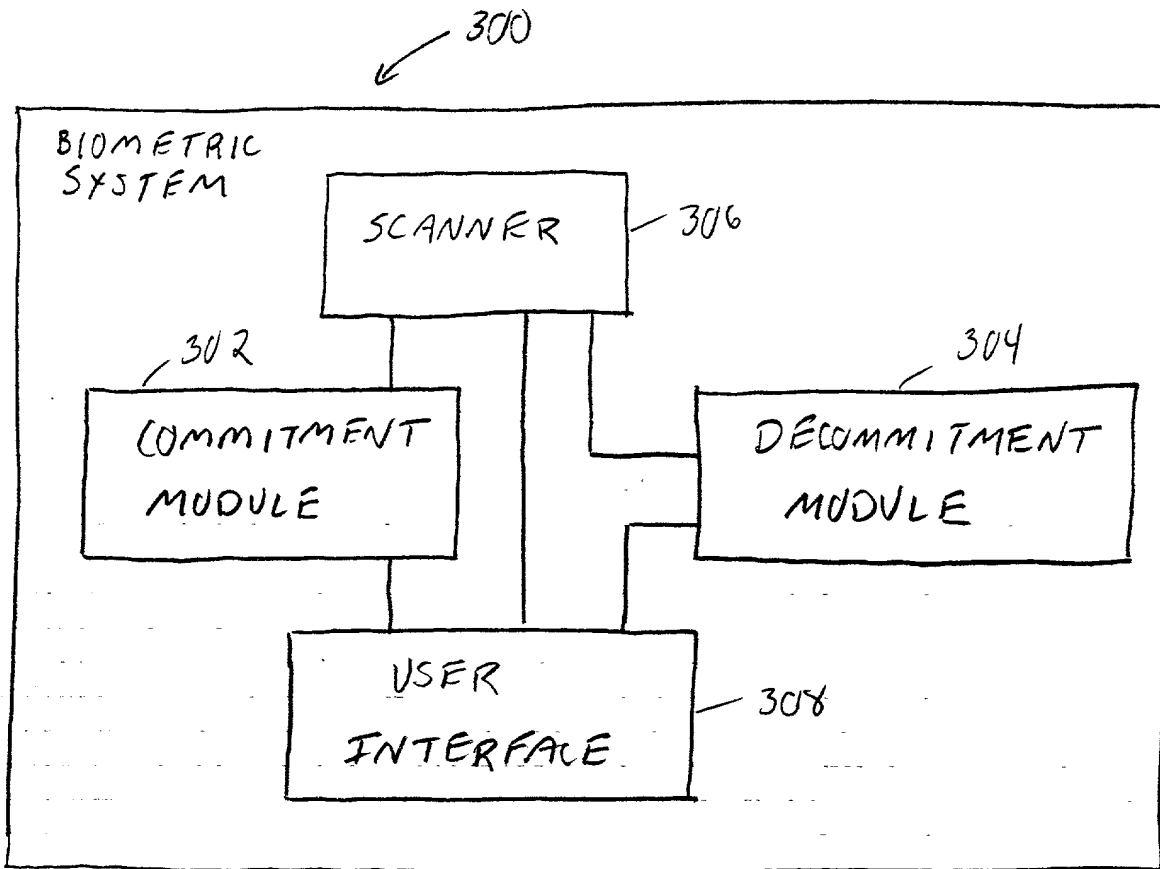 300
BIOMETRIC
SYSTEM
SCANNER
306
302
304
COMMITMENT
MODULE
DECOMMITMENT
MODULE
USER
INTERFACE
308